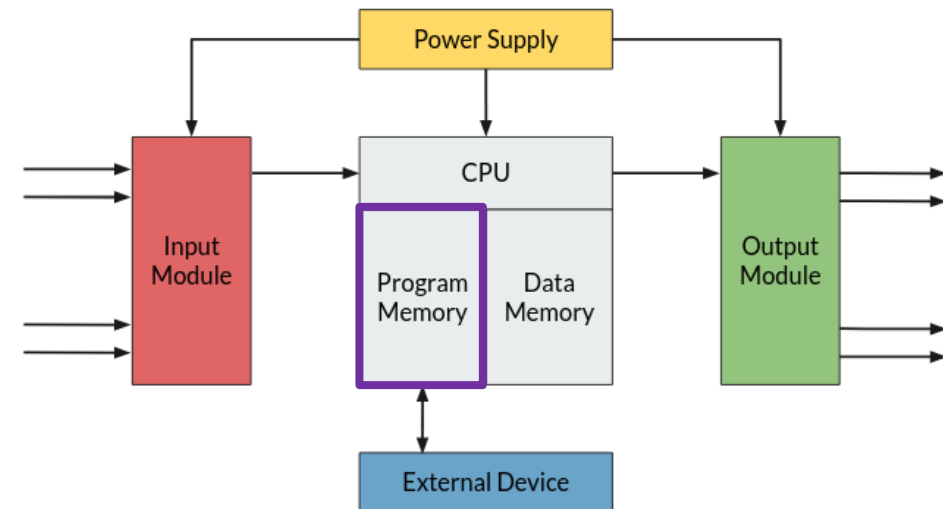 Power Supply
CPU
Input
Module
Program
Memory
Data
Memory
Output
Module
External Device